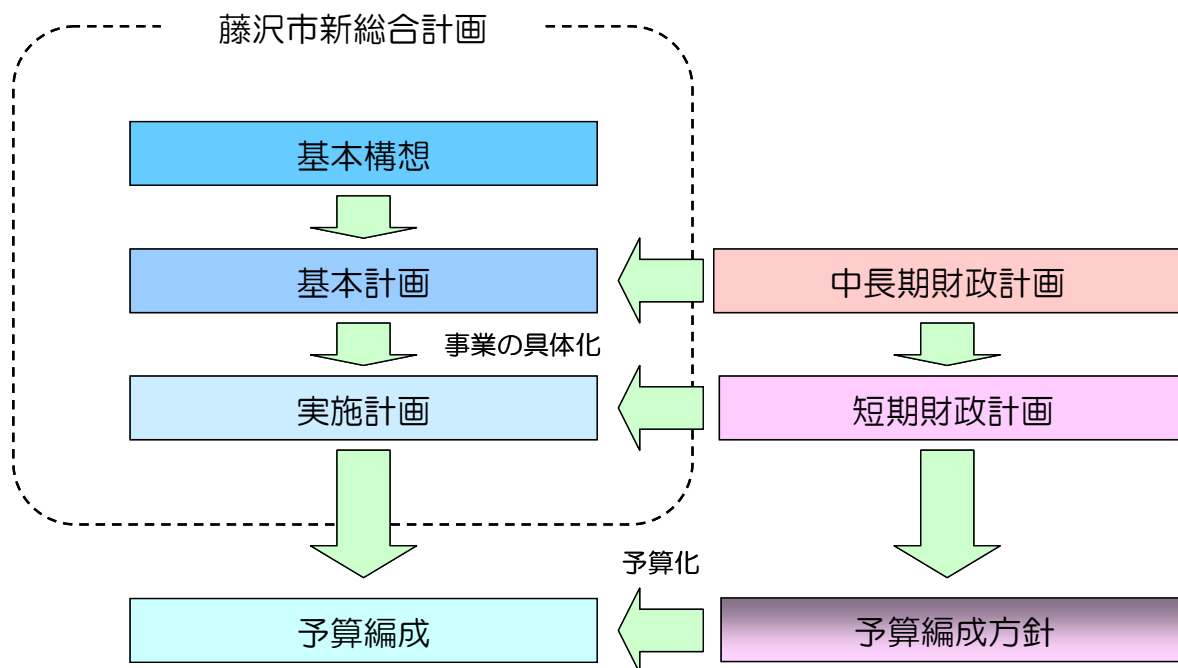 藤沢市新総合計画
基本構想
基本計画
中長期財政計画
事業の具体化
実施計画
短期財政計画
予算化
予算編成
予算編成方針